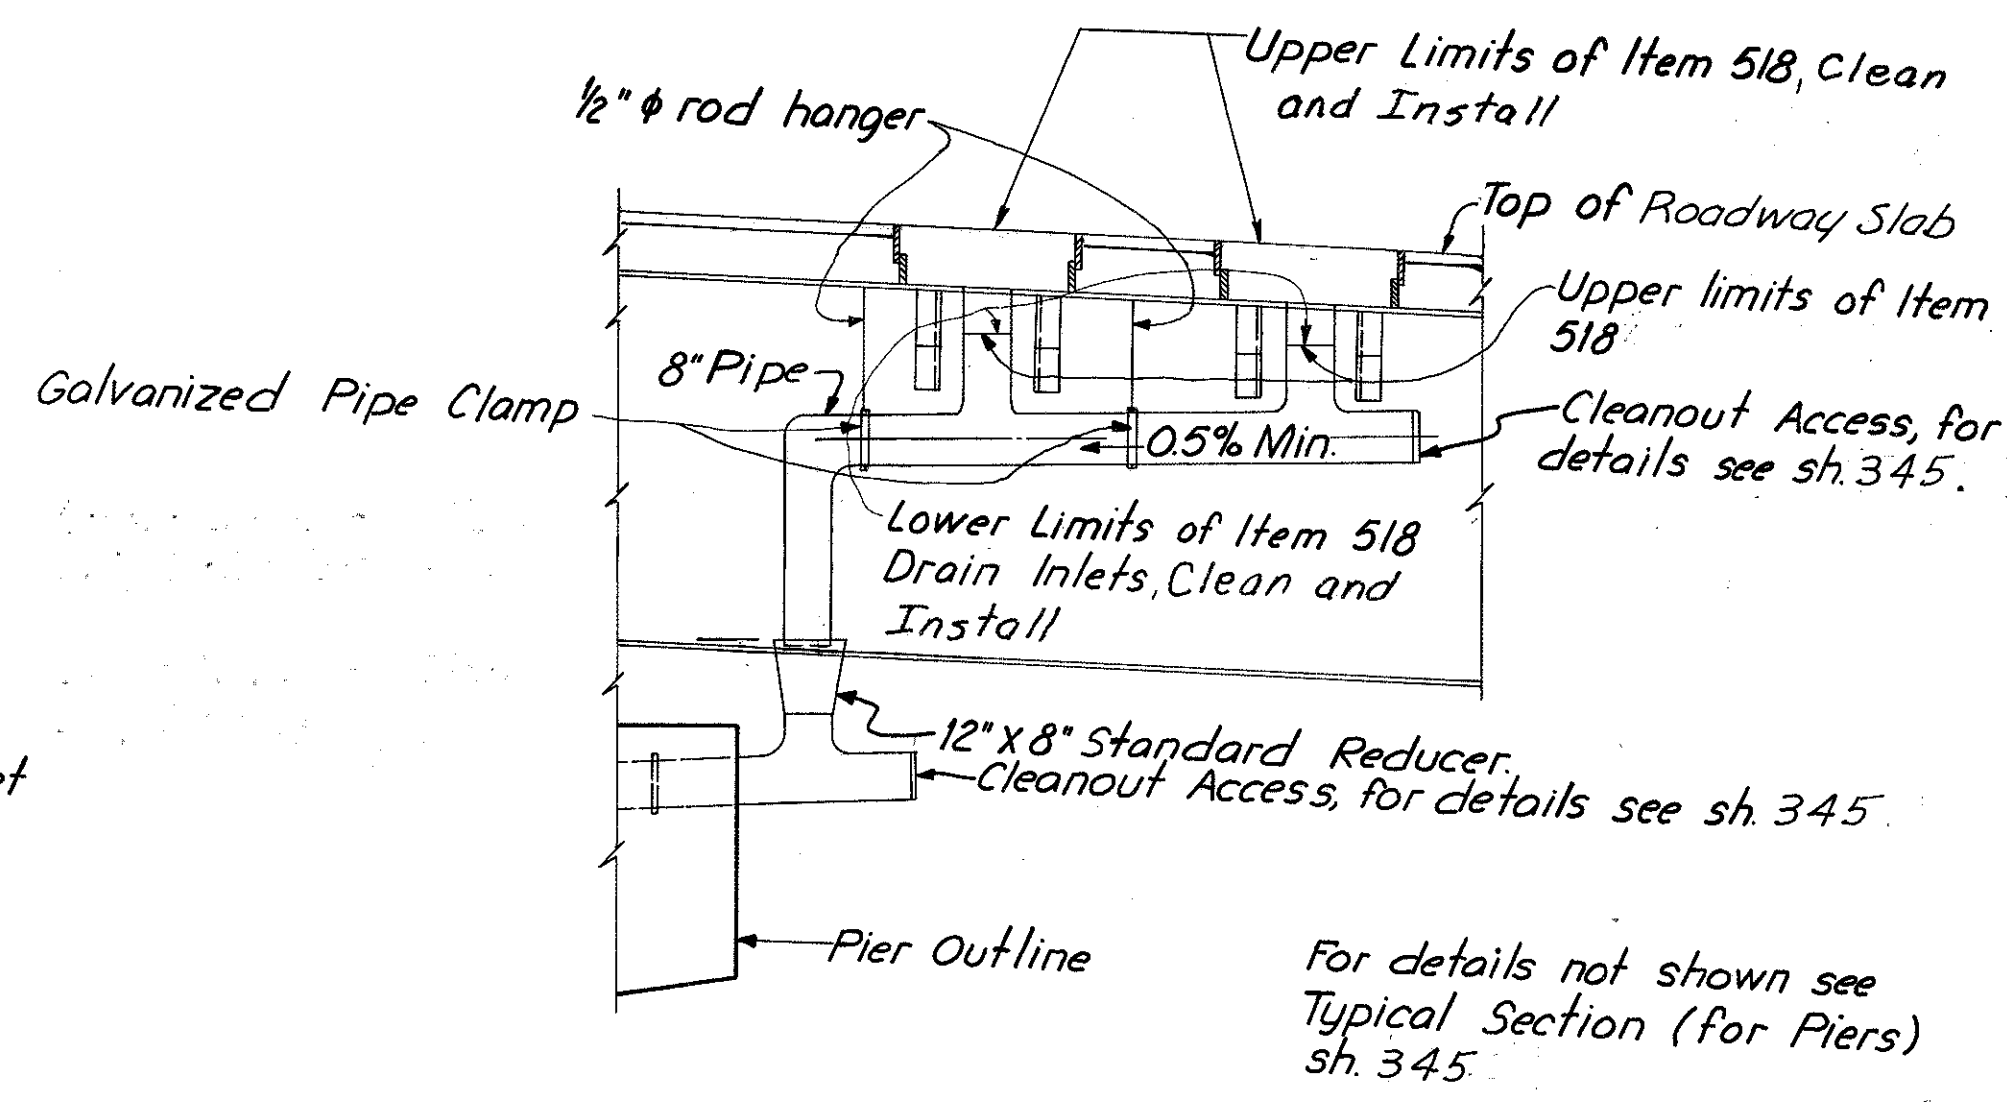 Upper Limits of Item 518, Clean
and Install
½" ϕ rod hanger
Top of Roadway Slab
Upper limits of Item
518
8" Pipe
Galvanized Pipe Clamp
Cleanout Access, for
details see sh. 345.
0.5% Min.
Lower Limits of Item 518
Drain Inlets, Clean and
Install
12" X 8" Standard Reducer.
Cleanout Access, for details see sh. 345.
Pier Outline
For details not shown see
Typical Section (for Piers)
sh. 345